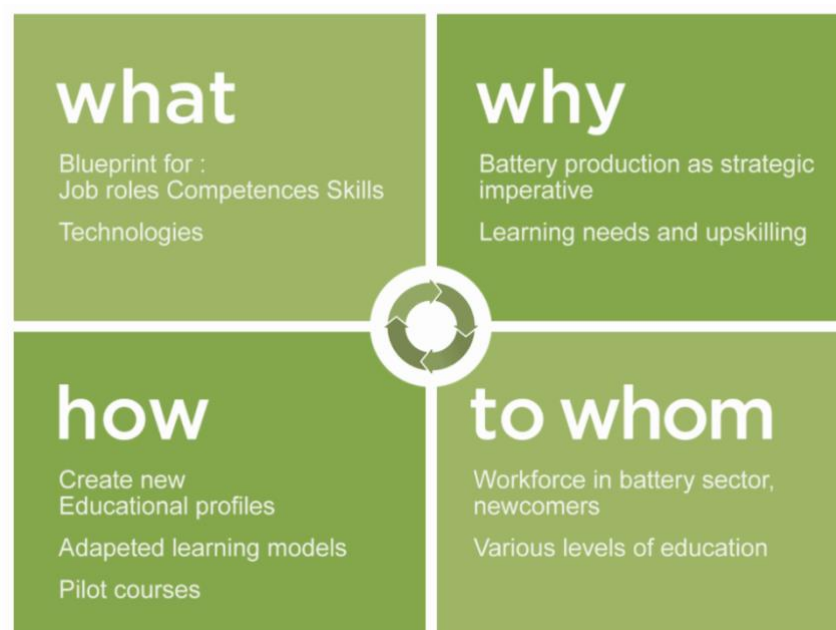 what
Blueprint for :
Job roles Competences Skills
Technologies
why
Battery production as strategic
imperative
Learning needs and upskilling
how
Create new
Educational profiles
Adapeted learning models
Pilot courses
to whom
Workforce in battery sector,
newcomers
Various levels of education